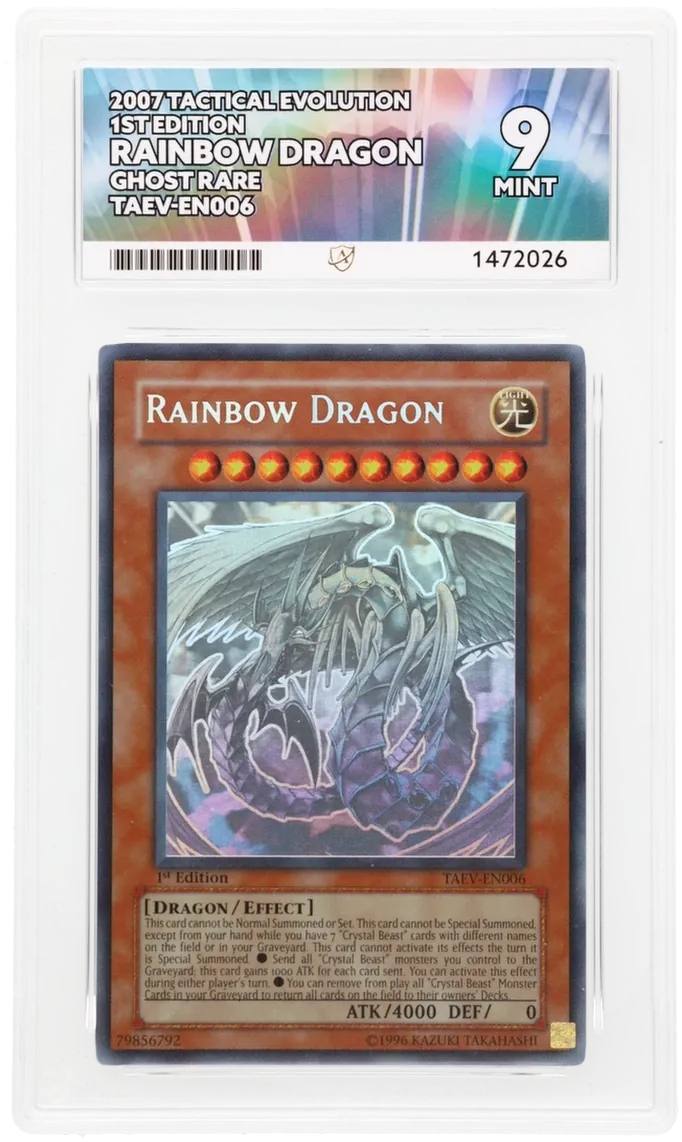 2007 TACTICAL EVOLUTION
1ST EDITION
RAINBOW DRAGON
GHOST RARE
TAEV-EN006
9
MINT
A
1472026
RAINBOW DRAGON
LIGHT
光
1st Edition
TAEV-EN006
[DRAGON/EFFECT]
This card cannot be Normal Summoned or Set. This card cannot be Special Summoned,
except from your hand while you have 7 "Crystal Beast" cards with different names
on the field or in your Graveyard. This card cannot activate its effects the turn it
is Special Summoned. ● Send all "Crystal Beast" monsters you control to the
Graveyard; this card gains 1000 ATK for each card sent. You can activate this effect
during either player's turn. ● You can remove from play all "Crystal Beast" Monster
Cards in your Graveyard to return all cards on the field to their owners' Decks.
ATK/4000 DEF/ 0
79856792
©1996 KAZUKI TAKAHASHI